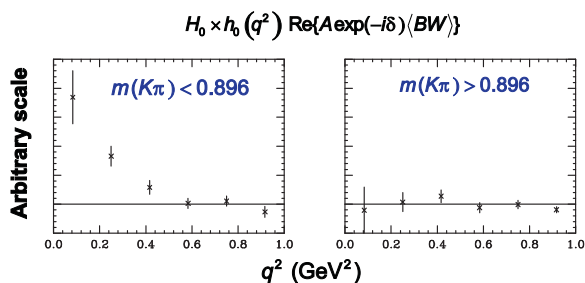 H₀ × h₀(q²) Re{A exp(−iδ)⟨BW⟩}
Arbitrary scale
m(Kπ) < 0.896
m(Kπ) > 0.896
0.0 0.2 0.4 0.6 0.8 1.0
0.0 0.2 0.4 0.6 0.8 1.0
q² (GeV²)